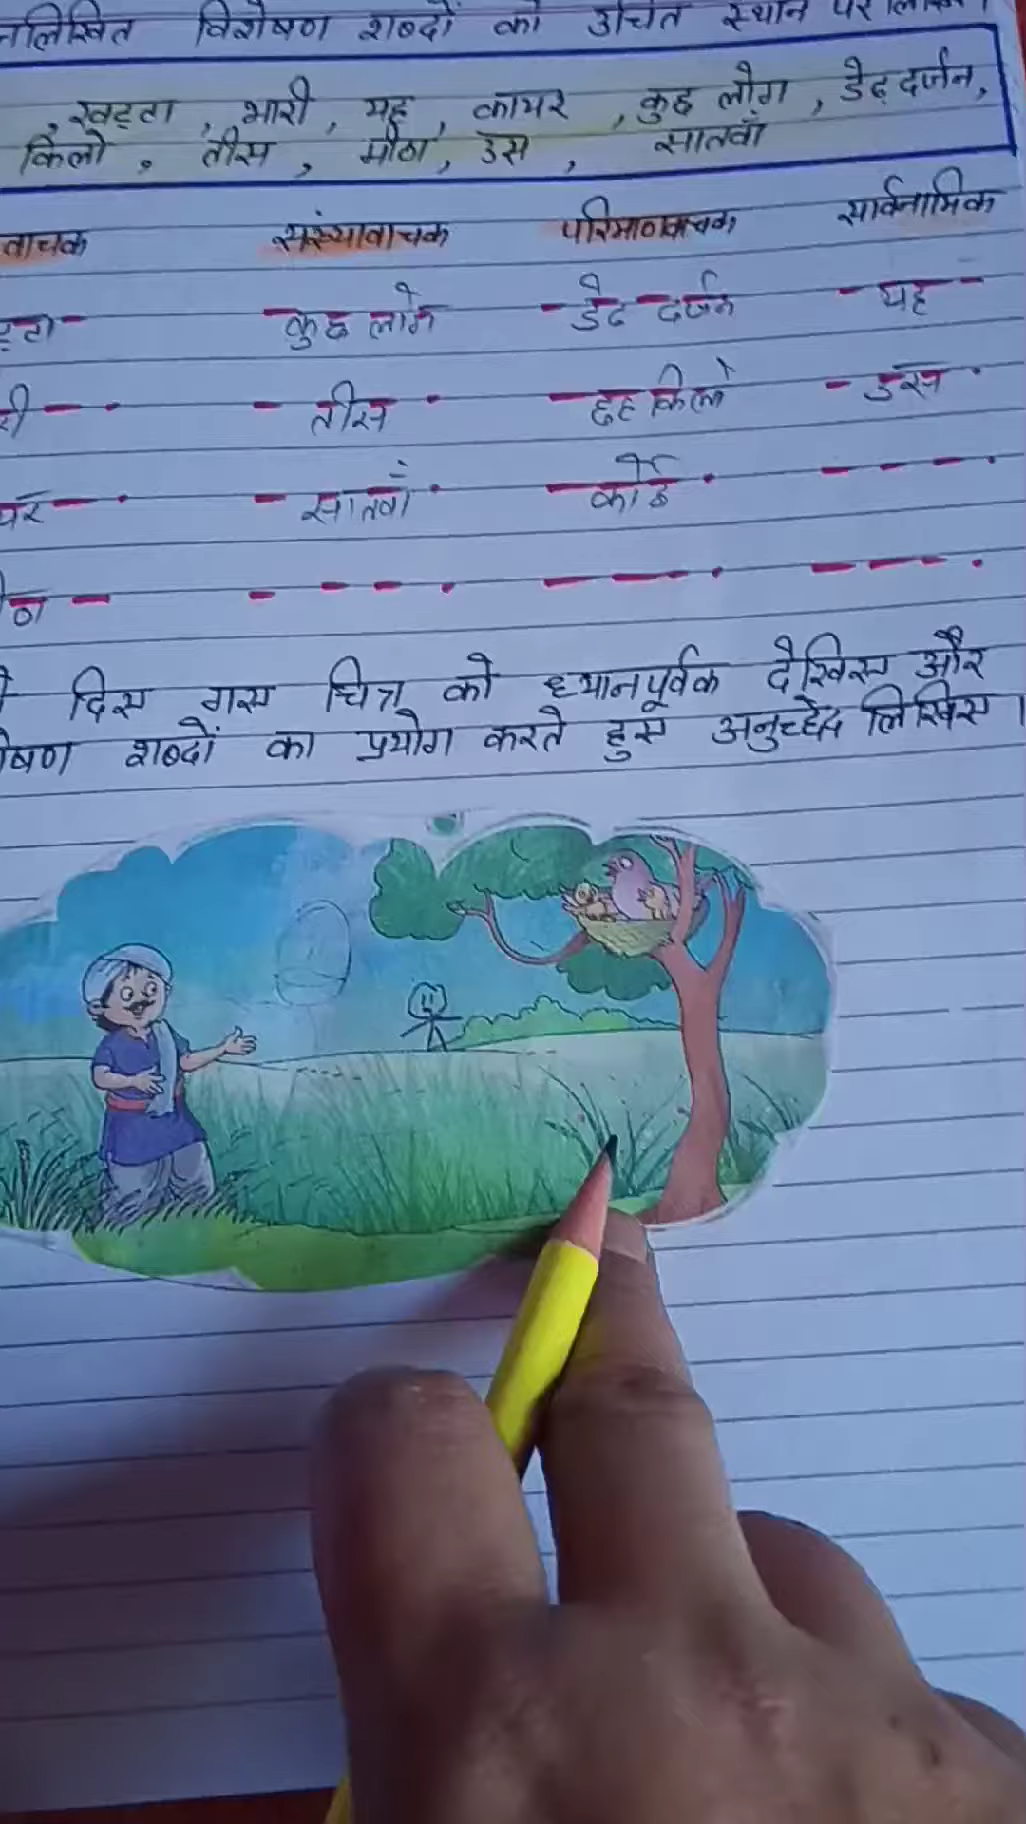 विशेषण शब्दों को उचित स्थान पर
, खट्टा , भारी , यह , कायर , कुछ लोग , डेढ़ दर्जन,
किलो , तीस , मीठा , उस , सातवाँ
वाचक संख्यावाचक परिमाणवाचक सार्वनामिक
कुछ लोग डेढ दर्जन यह
तीस छह किलो उस
सातवाँ
दिए गए चित्र को ध्यानपूर्वक देखिए और
शब्दों का प्रयोग करते हुए अनुच्छेद लिखिए ।